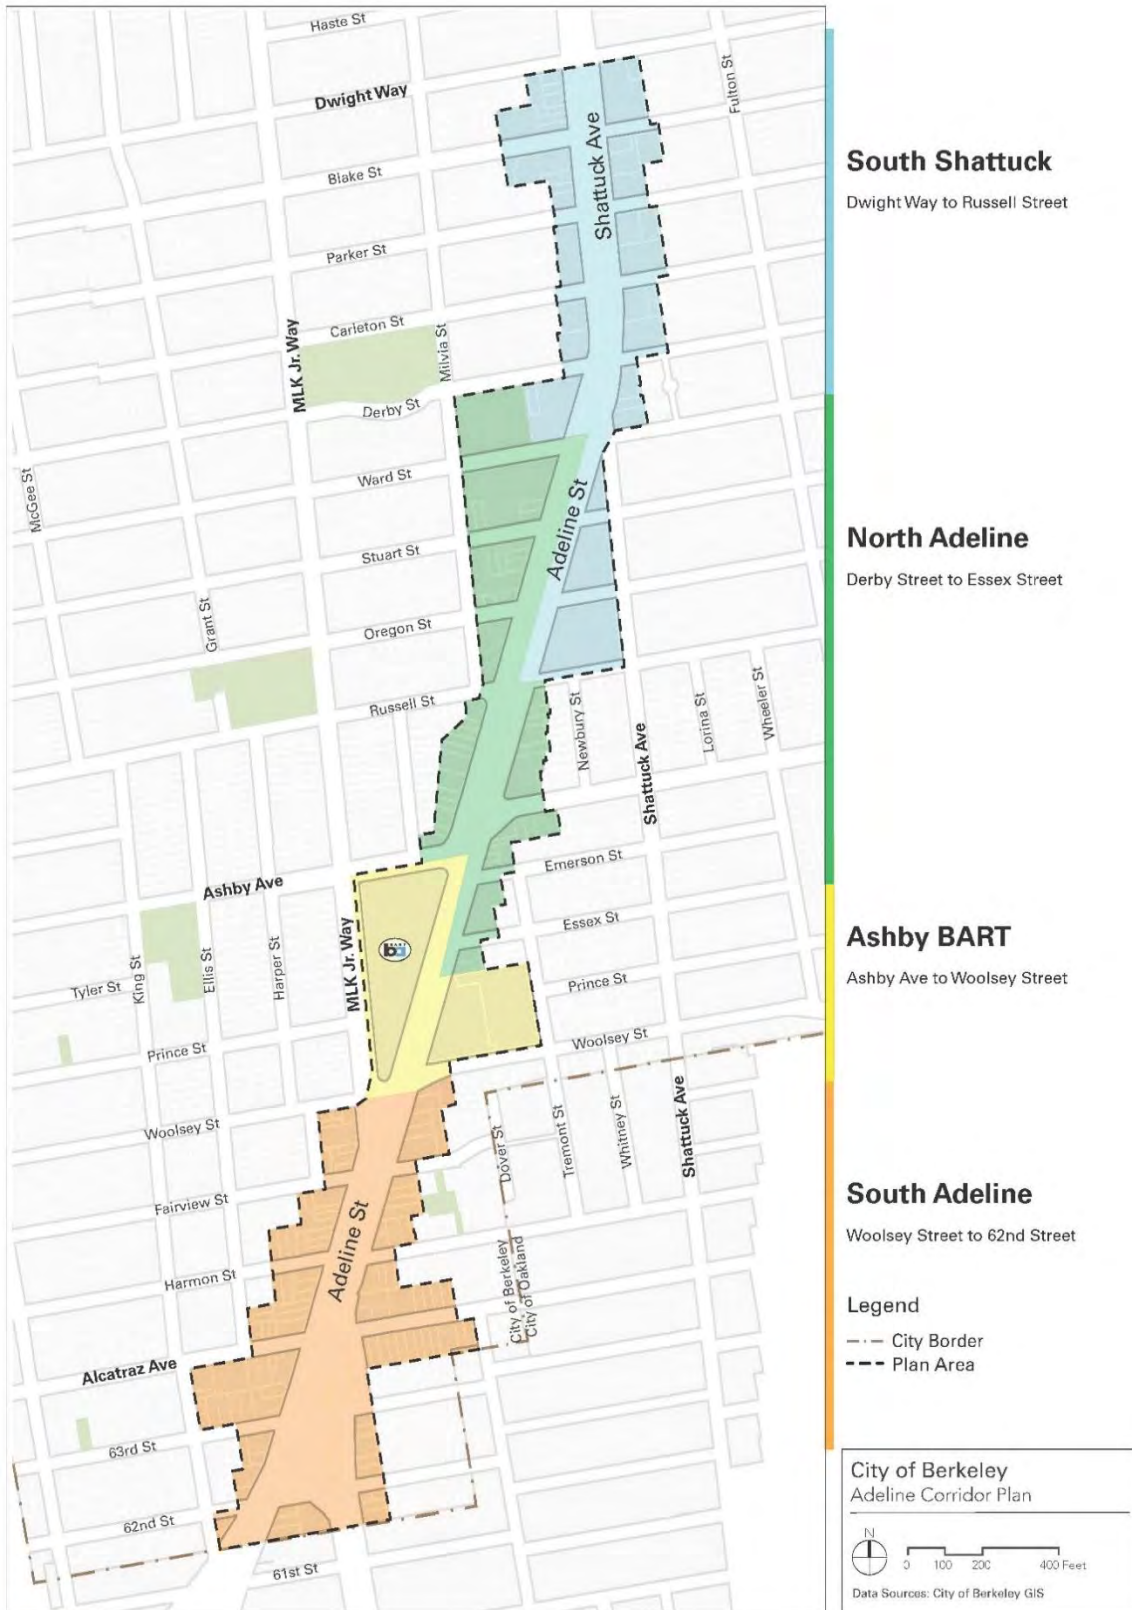 Haste St
Dwight Way
Fulton St
Shattuck Ave
Blake St
Parker St
Carleton St
Milvia St
MLK Jr. Way
Derby St
McGee St
Ward St
Adeline St
Stuart St
Grant St
Oregon St
Russell St
Newbury St
Shattuck Ave
Lorina St
Wheeler St
Emerson St
Ashby Ave
Essex St
MLK Jr. Way
Harper St
Ellis St
King St
Tyler St
Prince St
Prince St
Woolsey St
Woolsey St
Shattuck Ave
Whitney St
Tremont St
Dover St
Fairview St
Adeline St
Harmon St
City of Berkeley
City of Oakland
Alcatraz Ave
63rd St
62nd St
61st St
South Shattuck
Dwight Way to Russell Street
North Adeline
Derby Street to Essex Street
Ashby BART
Ashby Ave to Woolsey Street
South Adeline
Woolsey Street to 62nd Street
Legend
City Border
Plan Area
City of Berkeley
Adeline Corridor Plan
N
0 100 200 400 Feet
Data Sources: City of Berkeley GIS